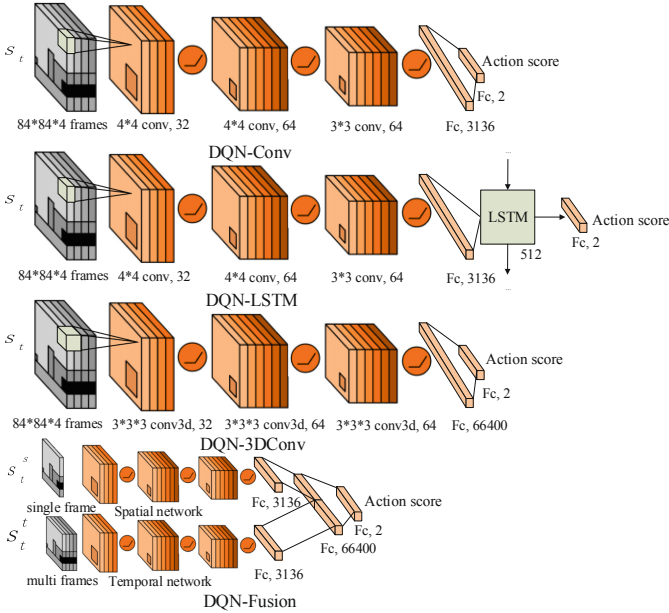 S t
Action score
Fc, 2
84*84*4 frames 4*4 conv, 32 4*4 conv, 64 3*3 conv, 64 Fc, 3136
DQN-Conv
...
S t
LSTM
Action score
Fc, 2
512
84*84*4 frames 4*4 conv, 32 4*4 conv, 64 3*3 conv, 64 Fc, 3136
...
DQN-LSTM
S t
Action score
Fc, 2
84*84*4 frames 3*3*3 conv3d, 32 3*3*3 conv3d, 64 3*3*3 conv3d, 64 Fc, 66400
DQN-3DConv
S t s
Fc, 3136
Action score
single frame Spatial network
Fc, 2
S t t
Fc, 66400
Fc, 3136
multi frames Temporal network
DQN-Fusion